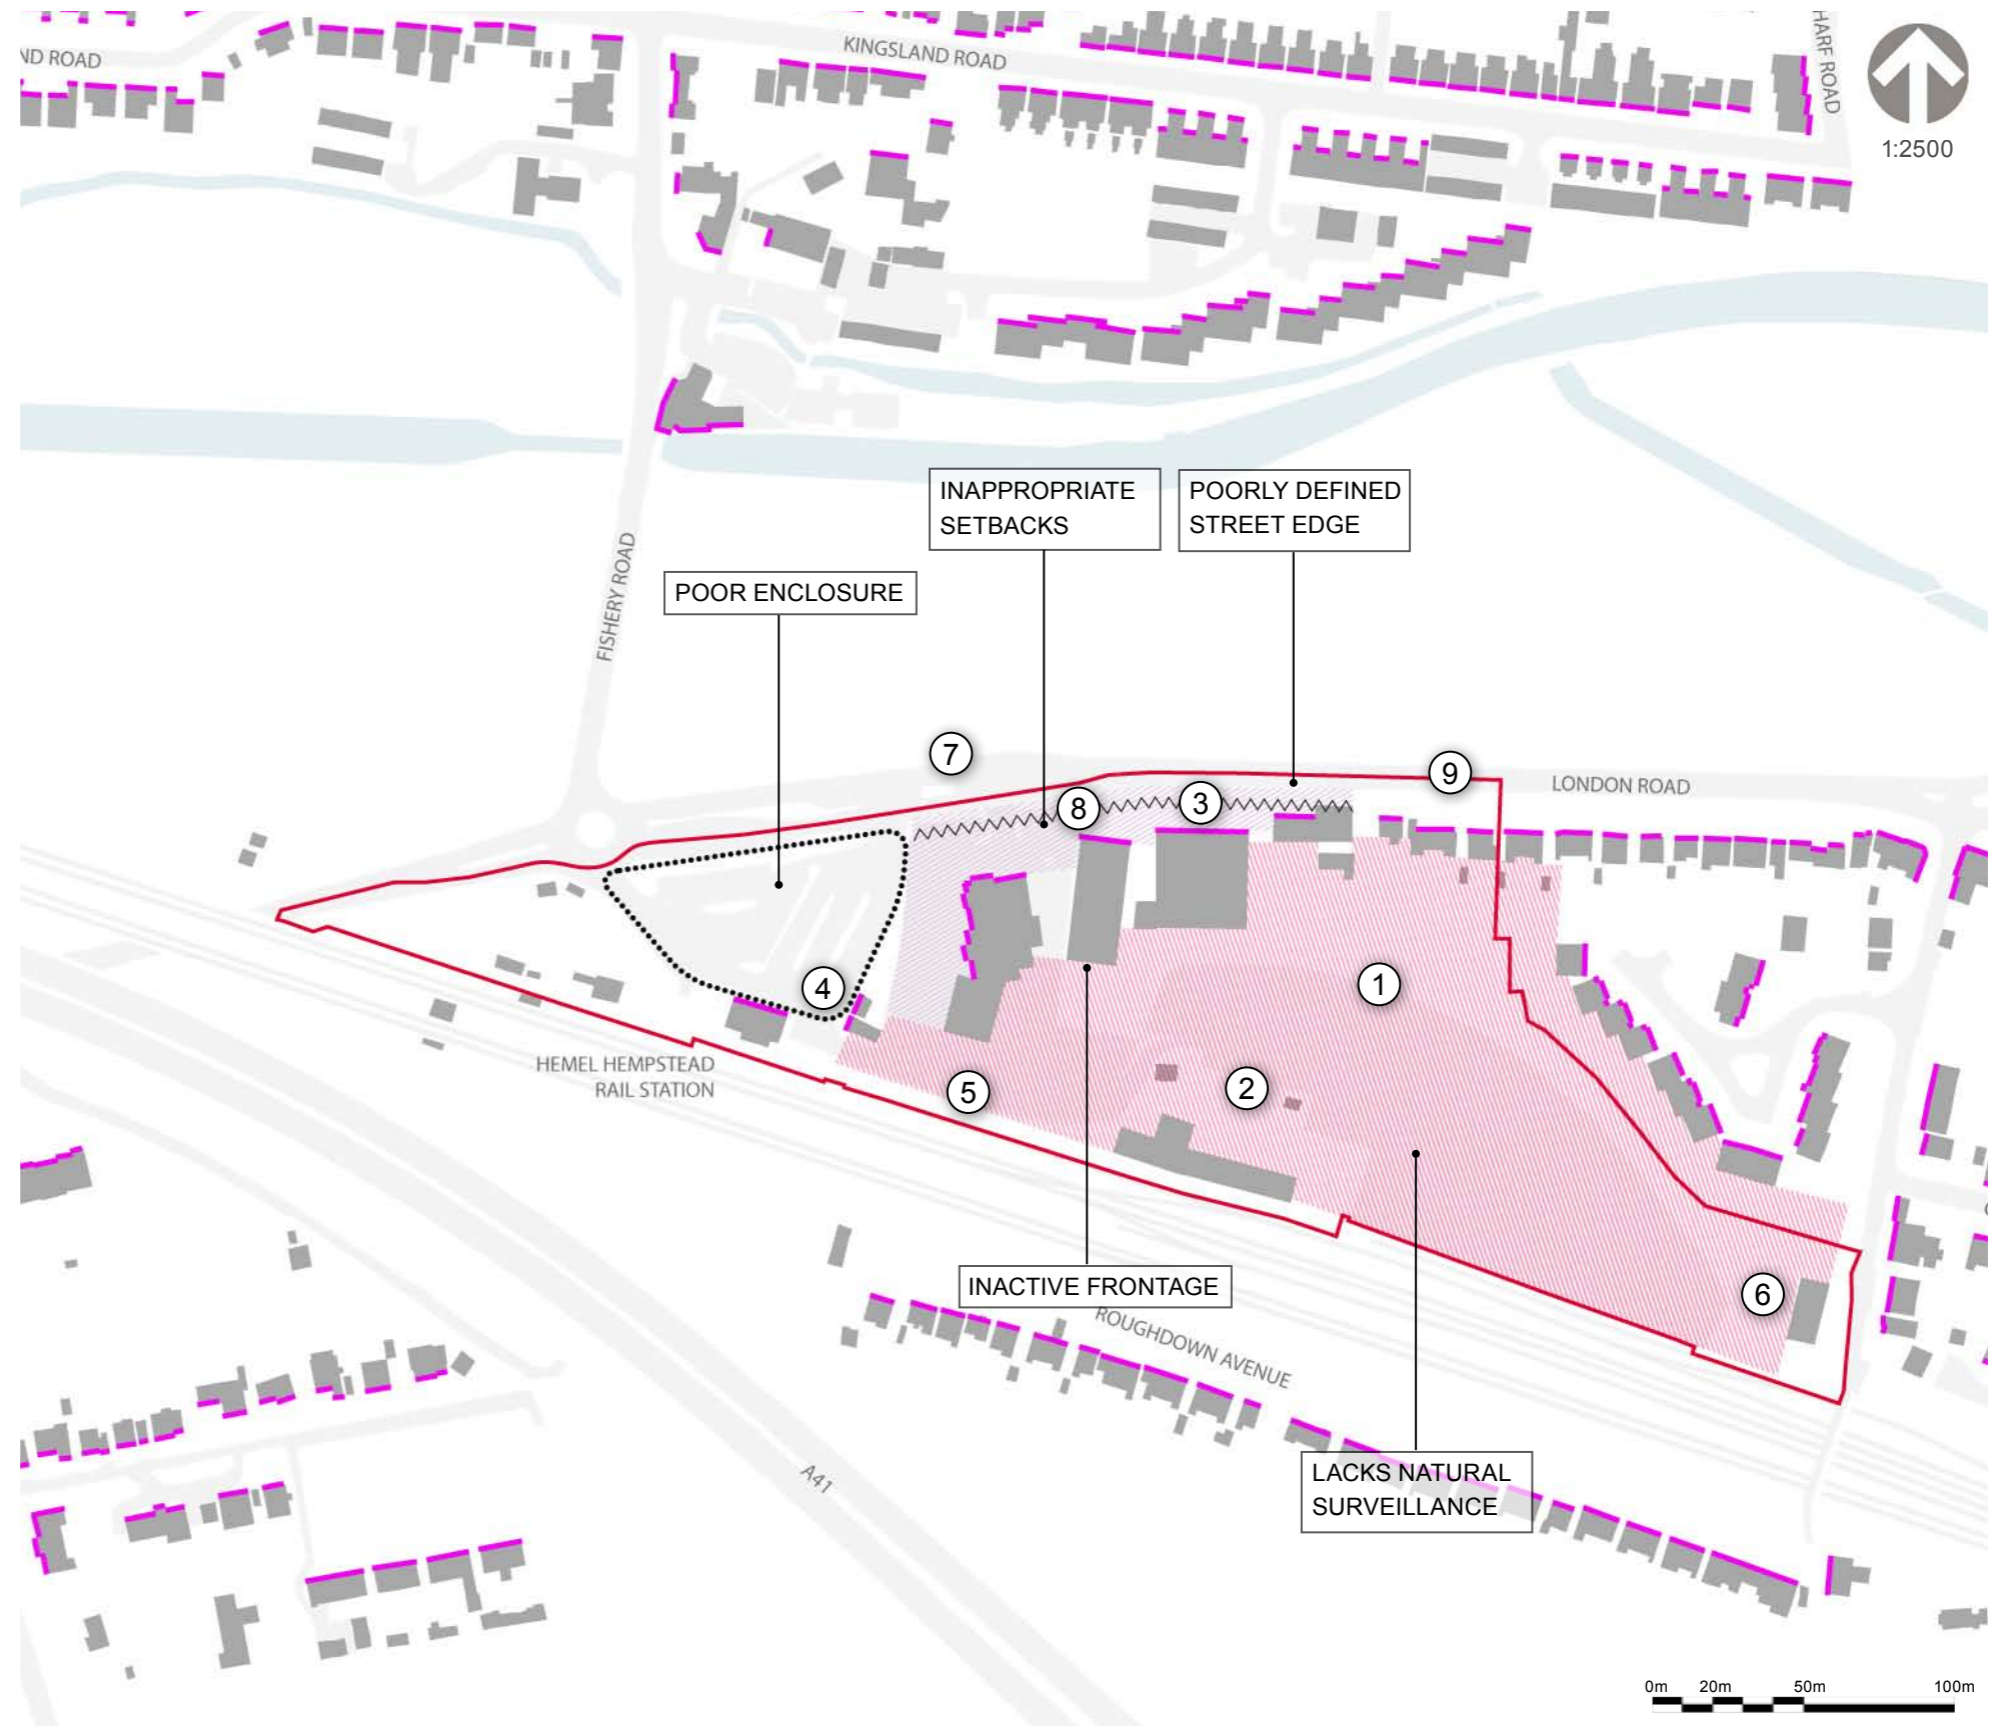 ND ROAD
KINGSLAND ROAD
HARF ROAD
1:2500
INAPPROPRIATE
SETBACKS
POORLY DEFINED
STREET EDGE
POOR ENCLOSURE
FISHERY ROAD
7
9
LONDON ROAD
8
3
4
1
HEMEL HEMPSTEAD
RAIL STATION
5
2
INACTIVE FRONTAGE
6
ROUGHDOWN AVENUE
LACKS NATURAL
SURVEILLANCE
A41
0m 20m 50m 100m